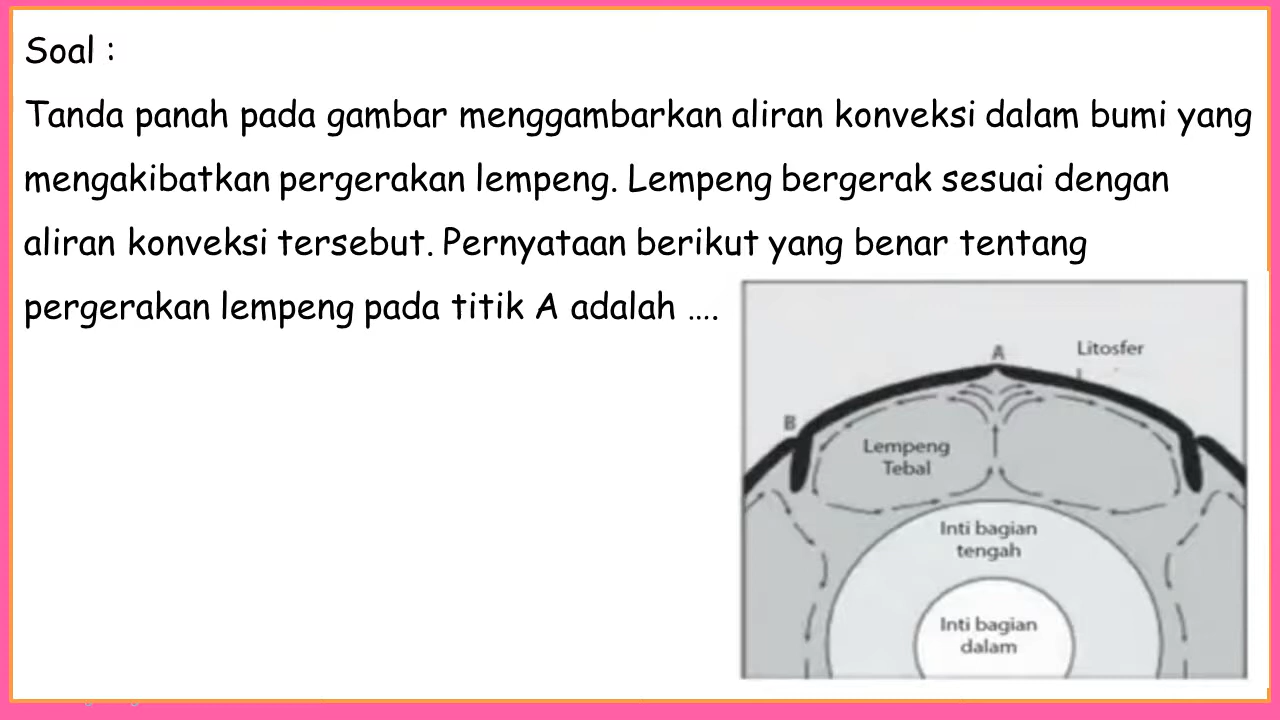 Soal :
Tanda panah pada gambar menggambarkan aliran konveksi dalam bumi yang
mengakibatkan pergerakan lempeng. Lempeng bergerak sesuai dengan
aliran konveksi tersebut. Pernyataan berikut yang benar tentang
pergerakan lempeng pada titik A adalah ....
A
Litosfer
B
Lempeng
Tebal
Inti bagian
tengah
Inti bagian
dalam